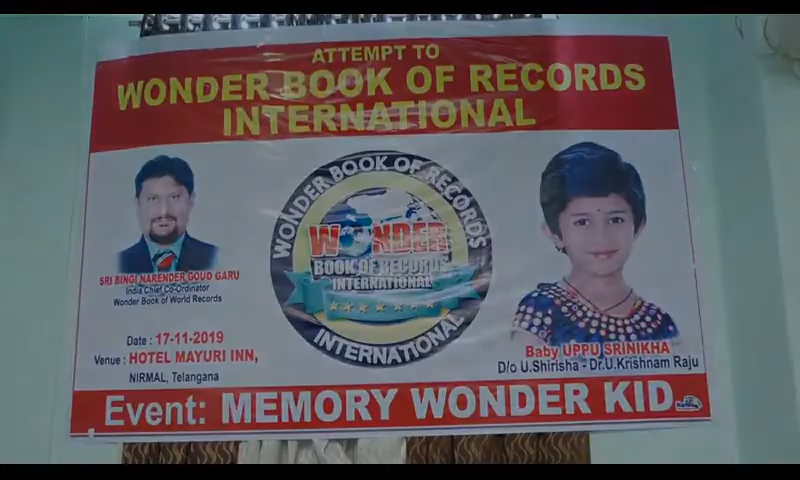 ATTEMPT TO
WONDER BOOK OF RECORDS
INTERNATIONAL
WONDER BOOK OF RECORDS
WONDER
BOOK OF RECORDS
INTERNATIONAL
INTERNATIONAL
SRI BINGI NARENDER GOUD GARU
India Chief Co-Ordinator
Wonder Book of World Records
Date : 17-11-2019
Venue : HOTEL MAYURI INN,
NIRMAL, Telangana
Baby UPPU SRINIKHA
D/o U.Shirisha - Dr.U.Krishnam Raju
Event: MEMORY WONDER KID